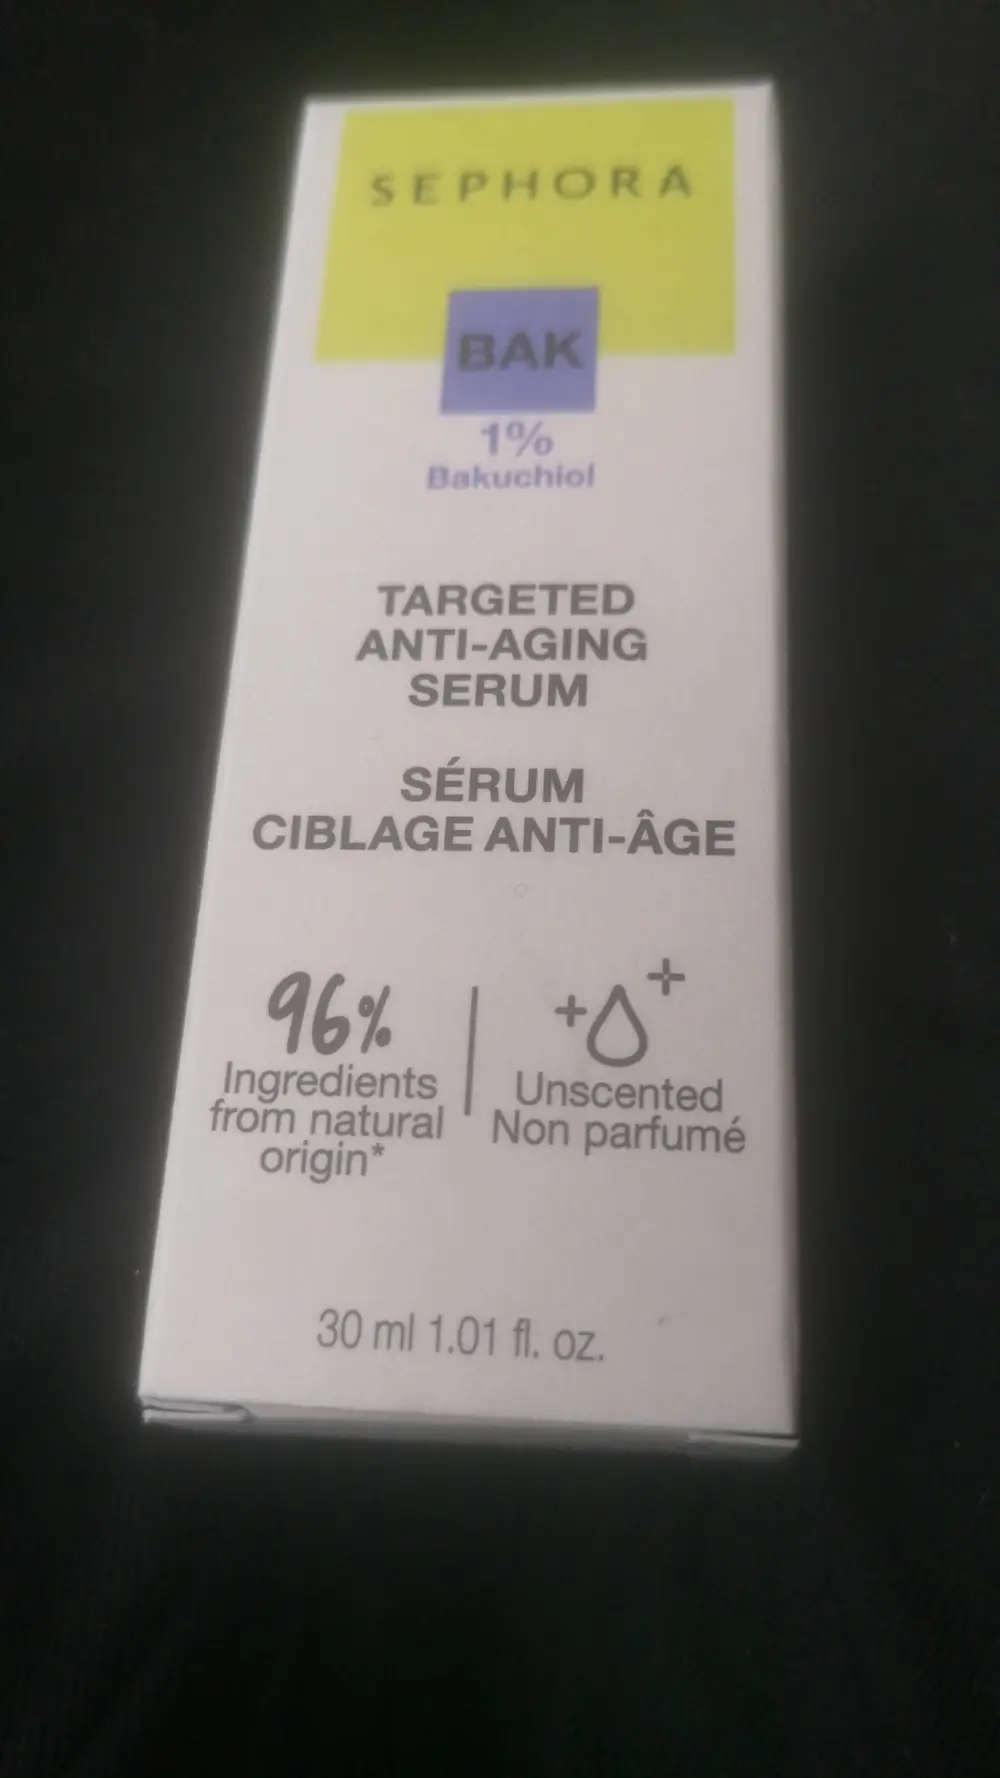 SEPHORA
BAK
1%
Bakuchiol
TARGETED
ANTI-AGING
SERUM
SÉRUM
CIBLAGE ANTI-ÂGE
96%
Ingredients
from natural
origin*
Unscented
Non parfumé
30 ml 1.01 fl. oz.